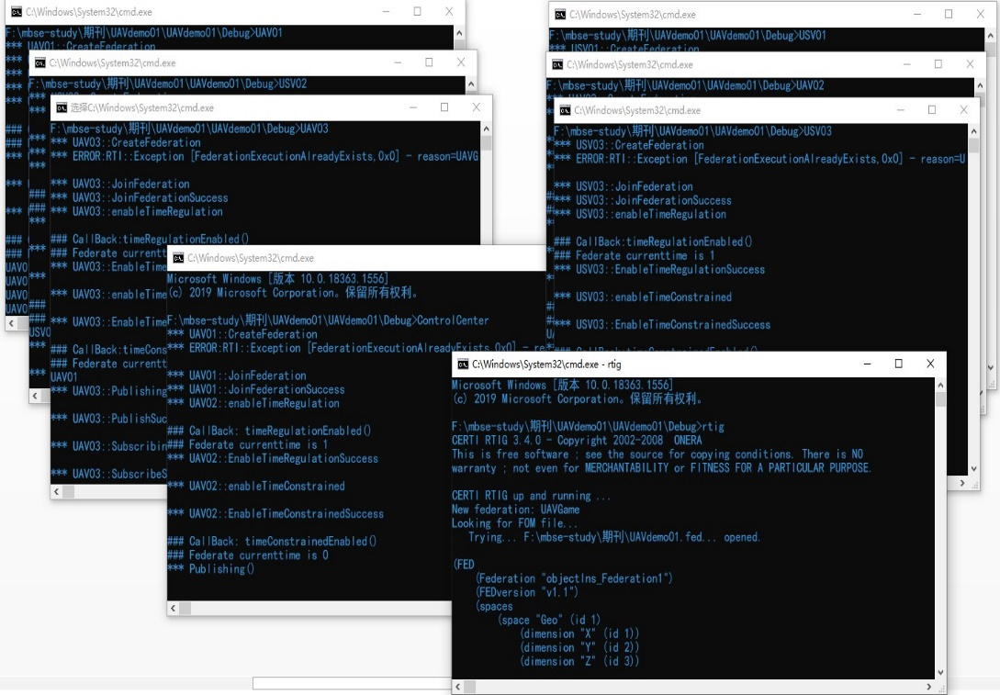 C:\Windows\System32\cmd.exe
F:\mbse-study\期刊\UAVdemo01\UAVdemo01\Debug>UAV01
*** UAV01::CreateFederation
C:\Windows\System32\cmd.exe
F:\mbse-study\期刊\UAVdemo01\UAVdemo01\Debug>USV02
选择C:\Windows\System32\cmd.exe
F:\mbse-study\期刊\UAVdemo01\UAVdemo01\Debug>UAV03
*** UAV03::CreateFederation
*** ERROR:RTI::Exception [FederationExecutionAlreadyExists,0x0] - reason=UAVG
*** UAV03::JoinFederation
*** UAV03::JoinFederationSuccess
*** UAV03::enableTimeRegulation
### CallBack:timeRegulationEnabled()
### Federate currentt
*** UAV03::EnableTime
*** UAV03::enableTime
*** UAV03::EnableTime
### CallBack:timeCons
### Federate currentt
UAV01
*** UAV03::Publishing
*** UAV03::PublishSuc
*** UAV03::Subscribin
*** UAV03::SubscribeS
C:\Windows\System32\cmd.exe
Microsoft Windows [版本 10.0.18363.1556]
(c) 2019 Microsoft Corporation。保留所有权利。
F:\mbse-study\期刊\UAVdemo01\UAVdemo01\Debug>ControlCenter
*** UAV01::CreateFederation
*** ERROR:RTI::Exception [FederationExecutionAlreadyExists,0x0] - re
*** UAV01::JoinFederation
*** UAV01::JoinFederationSuccess
*** UAV02::enableTimeRegulation
### CallBack: timeRegulationEnabled()
### Federate currenttime is 1
*** UAV02::EnableTimeRegulationSuccess
*** UAV02::enableTimeConstrained
*** UAV02::EnableTimeConstrainedSuccess
### CallBack: timeConstrainedEnabled()
### Federate currenttime is 0
*** Publishing()
C:\Windows\System32\cmd.exe
F:\mbse-study\期刊\UAVdemo01\UAVdemo01\Debug>USV01
*** USV01::CreateFederation
C:\Windows\System32\cmd.exe
F:\mbse-study\期刊\UAVdemo01\UAVdemo01\Debug>UAV02
C:\Windows\System32\cmd.exe
F:\mbse-study\期刊\UAVdemo01\UAVdemo01\Debug>USV03
*** USV03::CreateFederation
*** ERROR:RTI::Exception [FederationExecutionAlreadyExists,0x0] - reason=U
*** USV03::JoinFederation
*** USV03::JoinFederationSuccess
*** USV03::enableTimeRegulation
### CallBack:timeRegulationEnabled()
### Federate currenttime is 1
*** USV03::EnableTimeRegulationSuccess
*** USV03::enableTimeConstrained
*** USV03::EnableTimeConstrainedSuccess
C:\Windows\System32\cmd.exe - rtig
Microsoft Windows [版本 10.0.18363.1556]
(c) 2019 Microsoft Corporation。保留所有权利。
F:\mbse-study\期刊\UAVdemo01\UAVdemo01\Debug>rtig
CERTI RTIG 3.4.0 - Copyright 2002-2008  ONERA
This is free software ; see the source for copying conditions. There is NO
warranty ; not even for MERCHANTABILITY or FITNESS FOR A PARTICULAR PURPOSE.
CERTI RTIG up and running ...
New federation: UAVGame
Looking for FOM file...
Trying... F:\mbse-study\期刊\UAVdemo01.fed... opened.
(FED
(Federation "objectIns_Federation1")
(FEDversion "v1.1")
(spaces
(space "Geo" (id 1)
(dimension "X" (id 1))
(dimension "Y" (id 2))
(dimension "Z" (id 3))